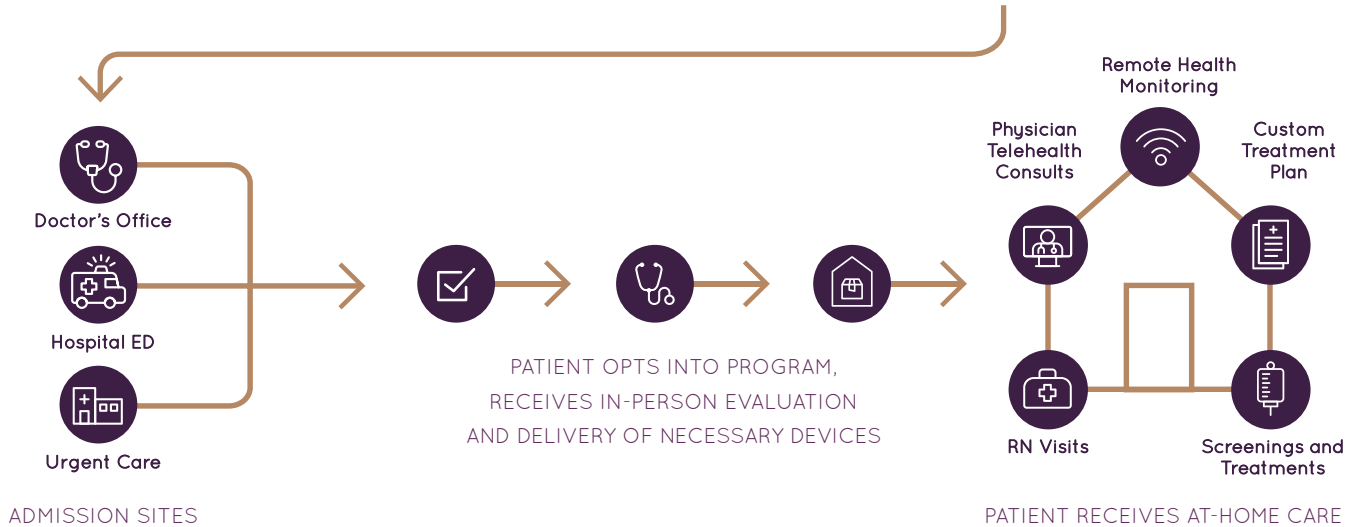 Doctor's Office
Hospital ED
Urgent Care
ADMISSION SITES
PATIENT OPTS INTO PROGRAM,
RECEIVES IN-PERSON EVALUATION
AND DELIVERY OF NECESSARY DEVICES
Remote Health
Monitoring
Physician
Telehealth
Consults
Custom
Treatment
Plan
RN Visits
Screenings and
Treatments
PATIENT RECEIVES AT-HOME CARE